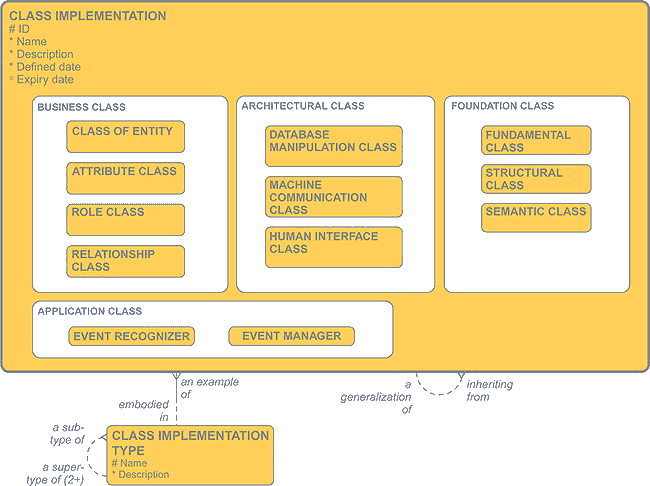 CLASS IMPLEMENTATION
# ID
* Name
* Description
* Defined date
° Expiry date
BUSINESS CLASS
CLASS OF ENTITY
ATTRIBUTE CLASS
ROLE CLASS
RELATIONSHIP
CLASS
ARCHITECTURAL CLASS
DATABASE
MANIPULATION CLASS
MACHINE
COMMUNICATION
CLASS
HUMAN INTERFACE
CLASS
FOUNDATION CLASS
FUNDAMENTAL
CLASS
STRUCTURAL
CLASS
SEMANTIC CLASS
APPLICATION CLASS
EVENT RECOGNIZER
EVENT MANAGER
an example
of
embodied
in
a
generalization
of
inheriting
from
a sub-
type of
a super-
type of (2+)
CLASS IMPLEMENTATION
TYPE
# Name
* Description